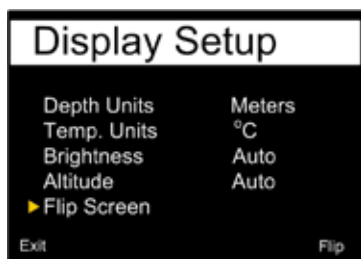 Display Setup
Depth Units Meters
Temp. Units °C
Brightness Auto
Altitude Auto
Flip Screen
Exit Flip